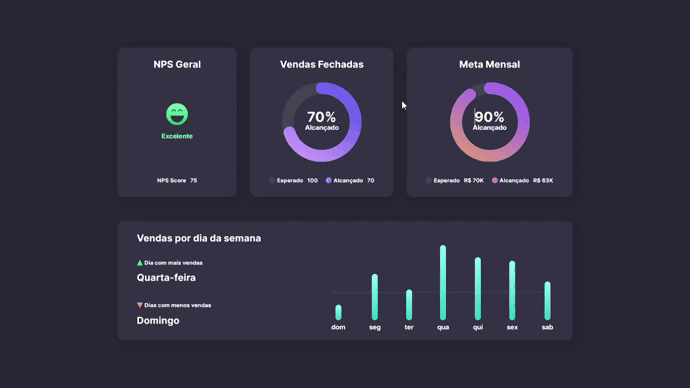 NPS Geral
Excelente
NPS Score 75
Vendas Fechadas
70%
Alcançado
Esperado 100 Alcançado 70
Meta Mensal
90%
Alcançado
Esperado R$ 70K Alcançado R$ 63K
Vendas por dia da semana
Dia com mais vendas
Quarta-feira
Dias com menos vendas
Domingo
dom seg ter qua qui sex sab